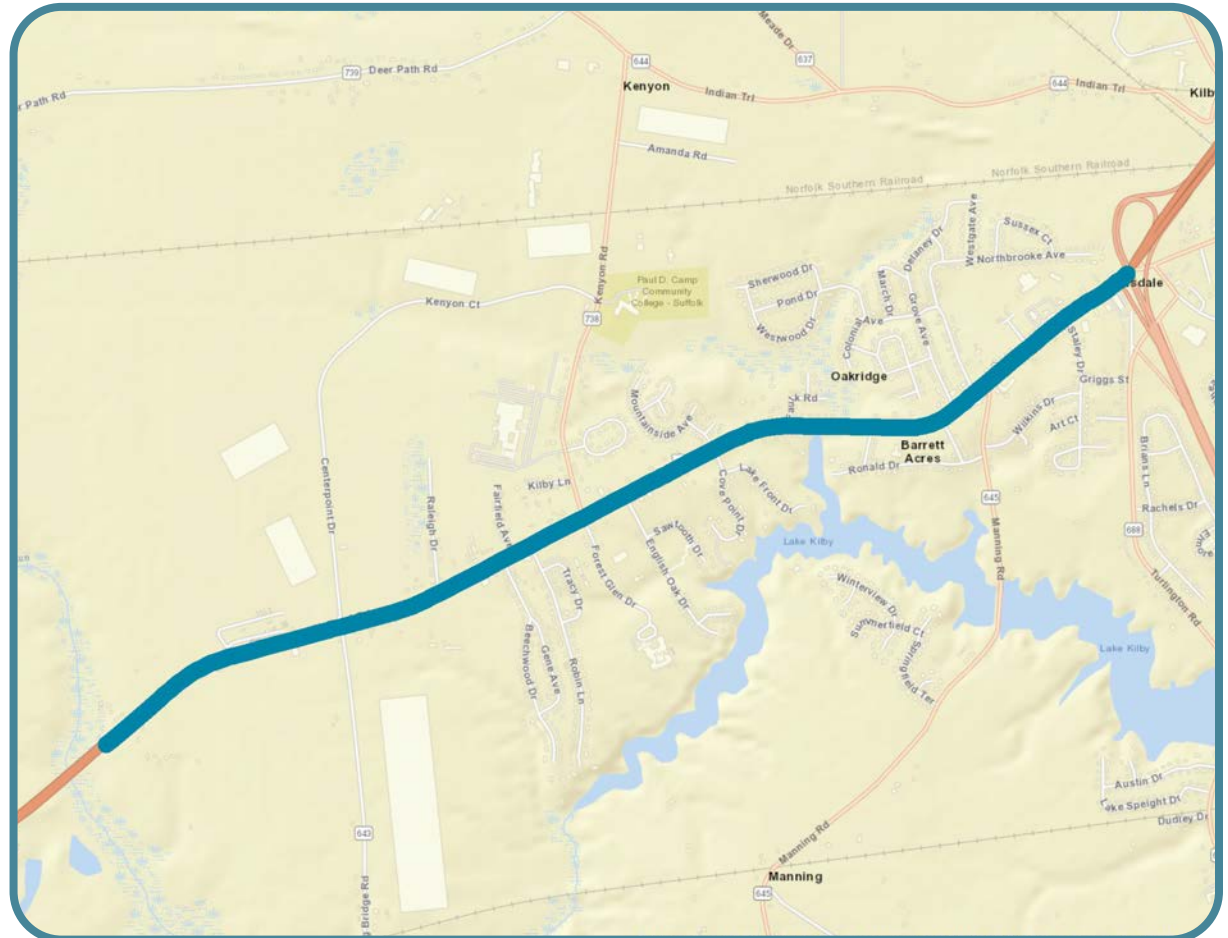 Meade Dr
637
644
739
Deer Path Rd
Kenyon
Indian Trl
644
Indian Trl
r Path Rd
Kilb
Amanda Rd
Norfolk Southern Railroad
Norfolk Southern Railroad
Westgate Ave
Sussex Ct
Delaney Dr
Northbrooke Ave
Kenyon Rd
Sherwood Dr
March Dr
Paul D. Camp
Community
College - Suffolk
sdale
Kenyon Ct
Pond Dr
Grove Ave
738
Westwood Dr
Colonial Ave
Staley Dr
Oakridge
Griggs St
Mountainside Ave
k Rd
Wilkins Dr
Art Ct
Barrett
Acres
Brians Ln
Centerpoint Dr
Ronald Dr
Lake Front Dr
Kilby Ln
Cove Point Dr
645
Raleigh Dr
Fairfield Ave
Rachels Dr
Manning Rd
688
Sawtooth Dr
Lake Kilby
English Oak Dr
Forest Glen Dr
Tracy Dr
Winterview Dr
Turlington Rd
Summerfield Ct
Beechwood Dr
Gene Ave
Robin Ln
Springfield Ter
Lake Kilby
Austin Dr
Lake Speight Dr
Dudley Dr
643
Manning Rd
Manning
g Bridge Rd
645